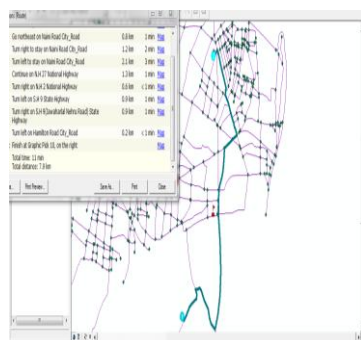 Go northeast on Naini Road City_Road 0.8 km 1 min Map
Turn right to stay on Naini Road City_Road 1.2 km 2 min Map
Turn left to stay on Naini Road City_Road 2.1 km 3 min Map
Continue on N.H 27 National Highway 1.3 km 1 min Map
Turn right on N.H 2 National Highway 0.6 km < 1 min Map
Turn left on S.H 9 State Highway 0.9 km 1 min Map
Turn right on S.H 9(Jawaharlal Nehru Road) State Highway 0.9 km 1 min Map
Turn left on Hamilton Road City_Road 0.2 km < 1 min Map
Finish at Graphic Pick 10, on the right Map
Total time: 11 min
Total distance: 7.9 km
Print Preview... Save As... Print Close